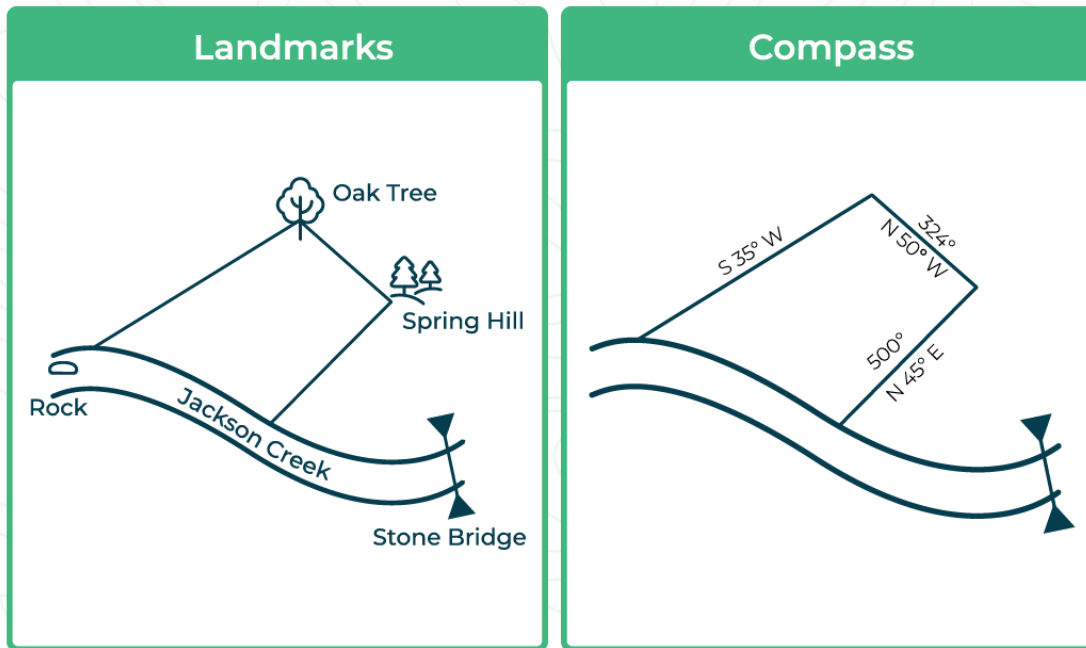 Landmarks
Oak Tree
Spring Hill
Rock
Jackson Creek
Stone Bridge
Compass
S 35° W
324°
N 50° W
500°
N 45° E